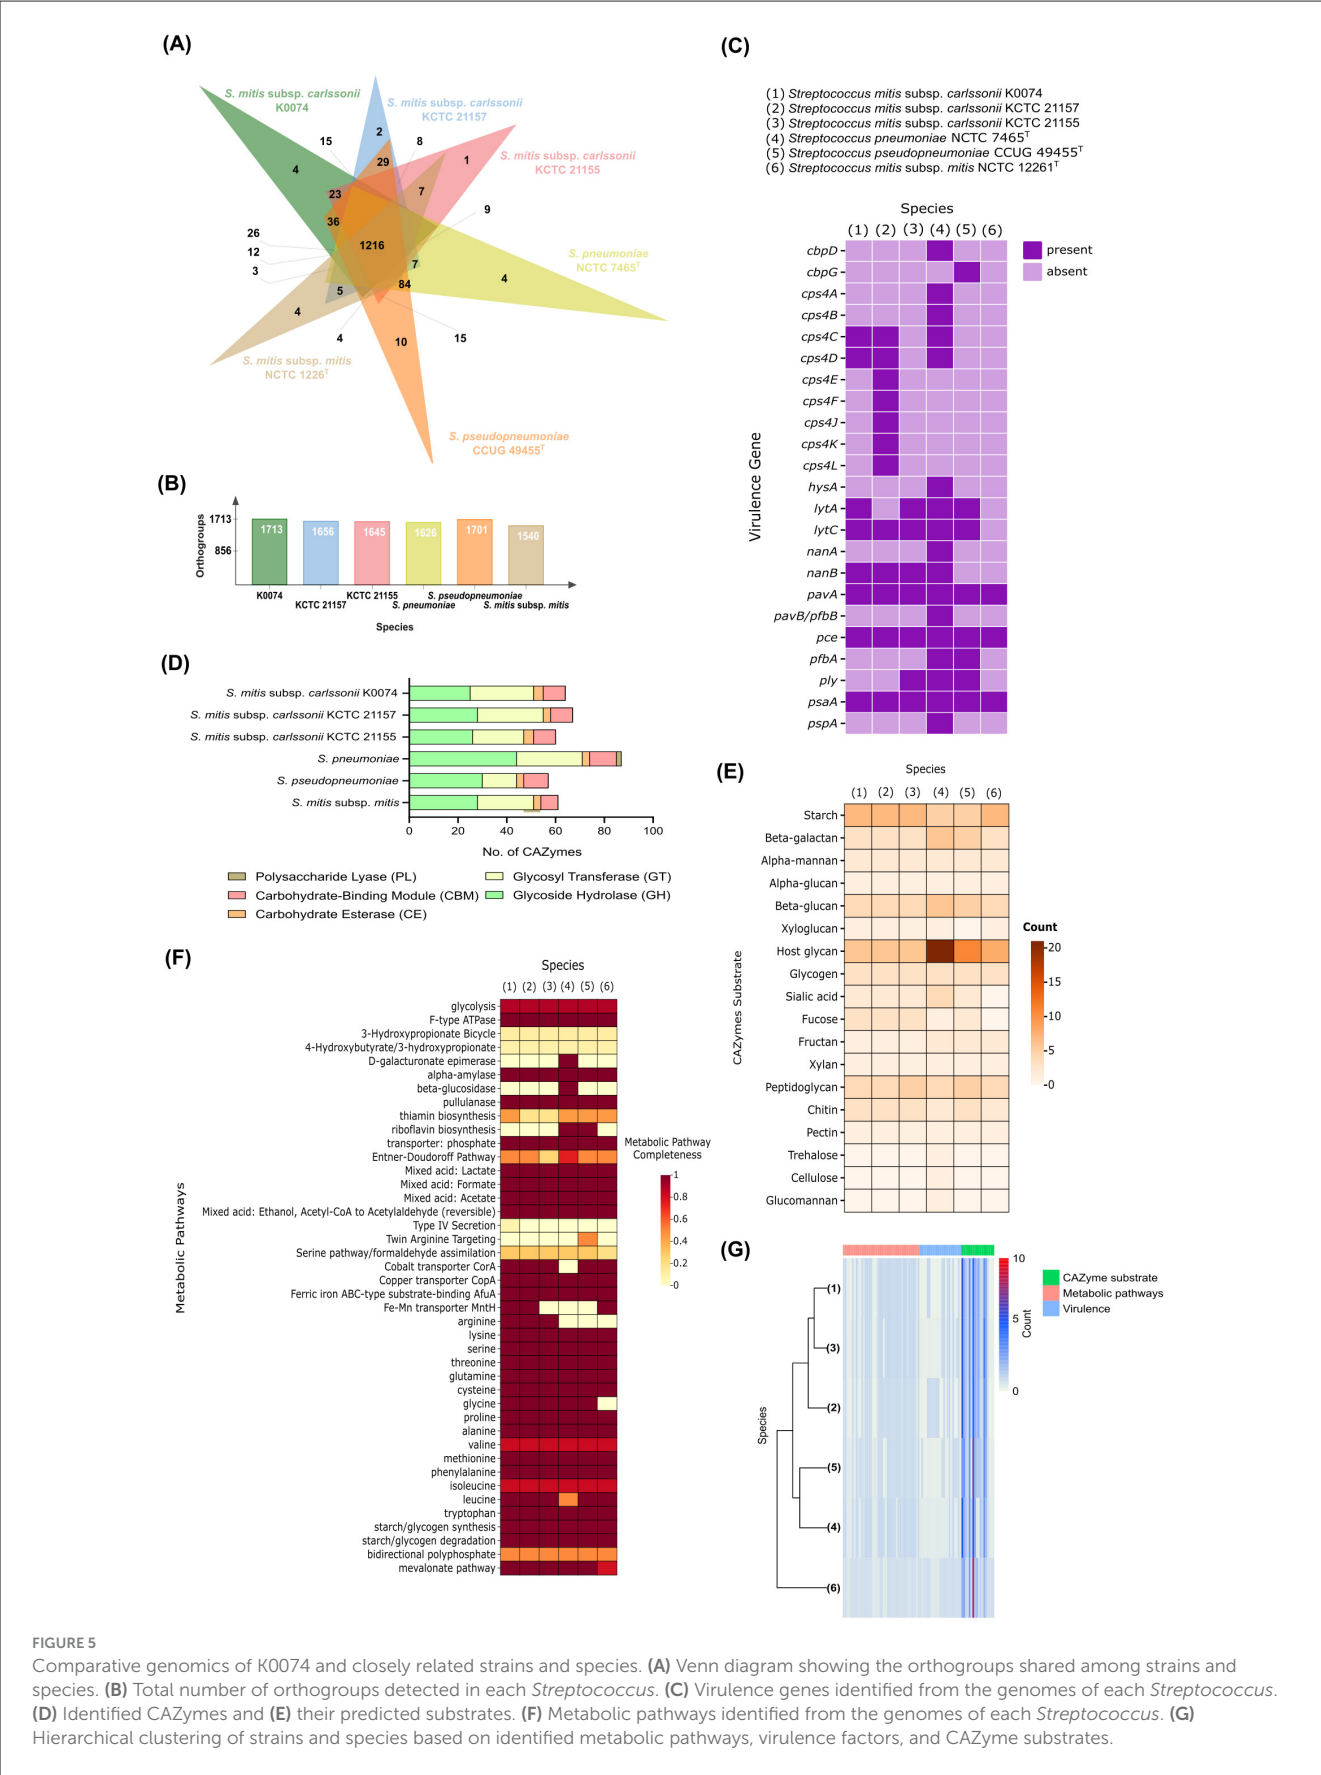 (A)
S. mitis subsp. carlssonii
K0074
S. mitis subsp. carlssonii
KCTC 21157
S. mitis subsp. carlssonii
KCTC 21155
S. pneumoniae
NCTC 7465T
S. pseudopneumoniae
CCUG 49455T
S. mitis subsp. mitis
NCTC 1226T
15
2
8
29
1
4
7
23
9
36
26
1216
12
7
3
4
84
5
4
10
4
15
(B)
Orthogroups
1713
856
1713
1656
1645
1626
1701
1540
K0074
KCTC 21157
KCTC 21155
S. pneumoniae
S. pseudopneumoniae
S. mitis subsp. mitis
Species
(C)
(1) Streptococcus mitis subsp. carlssonii K0074
(2) Streptococcus mitis subsp. carlssonii KCTC 21157
(3) Streptococcus mitis subsp. carlssonii KCTC 21155
(4) Streptococcus pneumoniae NCTC 7465T
(5) Streptococcus pseudopneumoniae CCUG 49455T
(6) Streptococcus mitis subsp. mitis NCTC 12261T
Species
(1) (2) (3) (4) (5) (6)
Virulence Gene
cbpD
cbpG
cps4A
cps4B
cps4C
cps4D
cps4E
cps4F
cps4J
cps4K
cps4L
hysA
lytA
lytC
nanA
nanB
pavA
pavB/pfbB
pce
pfbA
ply
psaA
pspA
present
absent
(D)
S. mitis subsp. carlssonii K0074
S. mitis subsp. carlssonii KCTC 21157
S. mitis subsp. carlssonii KCTC 21155
S. pneumoniae
S. pseudopneumoniae
S. mitis subsp. mitis
0 20 40 60 80 100
No. of CAZymes
Polysaccharide Lyase (PL)
Carbohydrate-Binding Module (CBM)
Carbohydrate Esterase (CE)
Glycosyl Transferase (GT)
Glycoside Hydrolase (GH)
(E)
Species
(1) (2) (3) (4) (5) (6)
CAZymes Substrate
Starch
Beta-galactan
Alpha-mannan
Alpha-glucan
Beta-glucan
Xyloglucan
Host glycan
Glycogen
Sialic acid
Fucose
Fructan
Xylan
Peptidoglycan
Chitin
Pectin
Trehalose
Cellulose
Glucomannan
Count
20
15
10
5
0
(F)
Species
(1) (2) (3) (4) (5) (6)
Metabolic Pathways
glycolysis
F-type ATPase
3-Hydroxypropionate Bicycle
4-Hydroxybutyrate/3-hydroxypropionate
D-galacturonate epimerase
alpha-amylase
beta-glucosidase
pullulanase
thiamin biosynthesis
riboflavin biosynthesis
transporter: phosphate
Entner-Doudoroff Pathway
Mixed acid: Lactate
Mixed acid: Formate
Mixed acid: Acetate
Mixed acid: Ethanol, Acetyl-CoA to Acetylaldehyde (reversible)
Type IV Secretion
Twin Arginine Targeting
Serine pathway/formaldehyde assimilation
Cobalt transporter CorA
Copper transporter CopA
Ferric iron ABC-type substrate-binding AfuA
Fe-Mn transporter MntH
arginine
lysine
serine
threonine
glutamine
cysteine
glycine
proline
alanine
valine
methionine
phenylalanine
isoleucine
leucine
tryptophan
starch/glycogen synthesis
starch/glycogen degradation
bidirectional polyphosphate
mevalonate pathway
Metabolic Pathway
Completeness
1
0.8
0.6
0.4
0.2
0
(G)
Species
(1)
(3)
(2)
(5)
(4)
(6)
10
5
0
Count
CAZyme substrate
Metabolic pathways
Virulence
FIGURE 5
Comparative genomics of K0074 and closely related strains and species. (A) Venn diagram showing the orthogroups shared among strains and
species. (B) Total number of orthogroups detected in each Streptococcus. (C) Virulence genes identified from the genomes of each Streptococcus.
(D) Identified CAZymes and (E) their predicted substrates. (F) Metabolic pathways identified from the genomes of each Streptococcus. (G)
Hierarchical clustering of strains and species based on identified metabolic pathways, virulence factors, and CAZyme substrates.